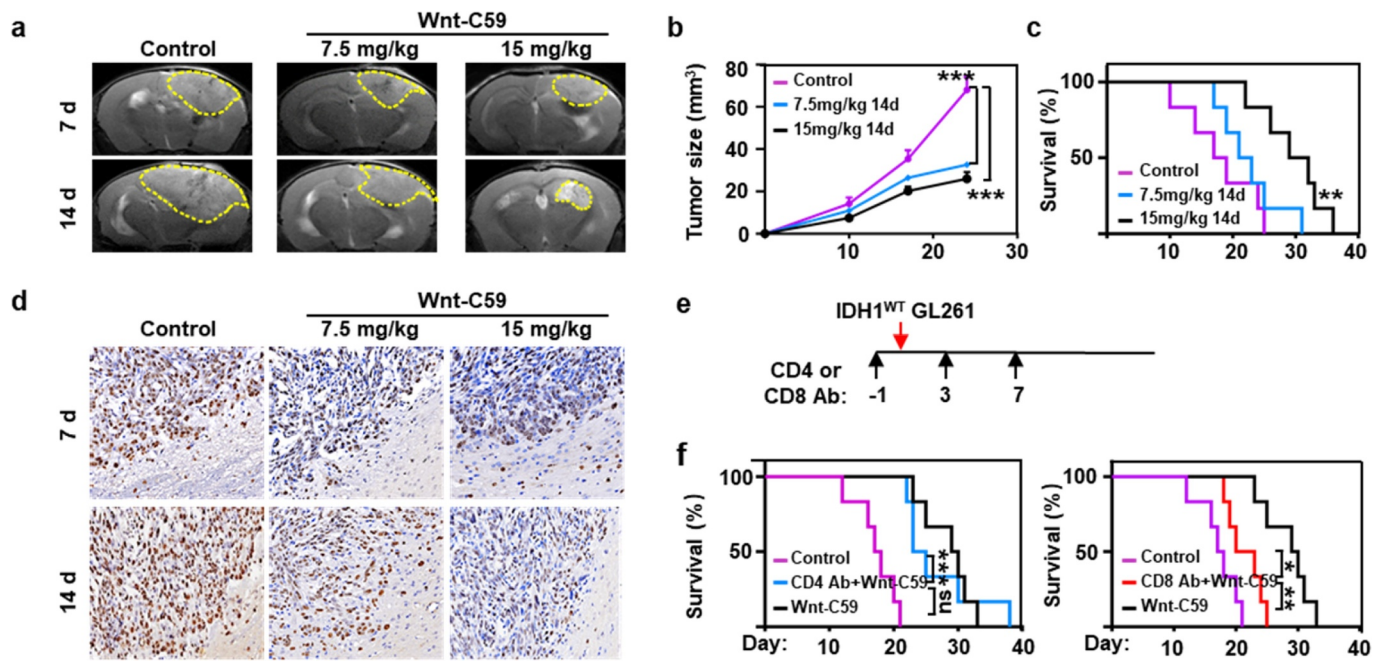 a
Wnt-C59
Control 7.5 mg/kg 15 mg/kg
7 d
14 d
b
Tumor size (mm³)
80
60
40
20
0
10 20 30
Control
7.5mg/kg 14d
15mg/kg 14d
***
***
c
Survival (%)
100
50
10 20 30 40
Control
7.5mg/kg 14d
15mg/kg 14d
**
d
Wnt-C59
Control 7.5 mg/kg 15 mg/kg
7 d
14 d
e
IDH1ᵂᵀ GL261
CD4 or
CD8 Ab: -1 3 7
f
Survival (%)
100
50
Control
CD4 Ab+Wnt-C59
Wnt-C59
***
ns
Day: 10 20 30 40
Survival (%)
100
50
Control
CD8 Ab+Wnt-C59
Wnt-C59
*
**
Day: 10 20 30 40